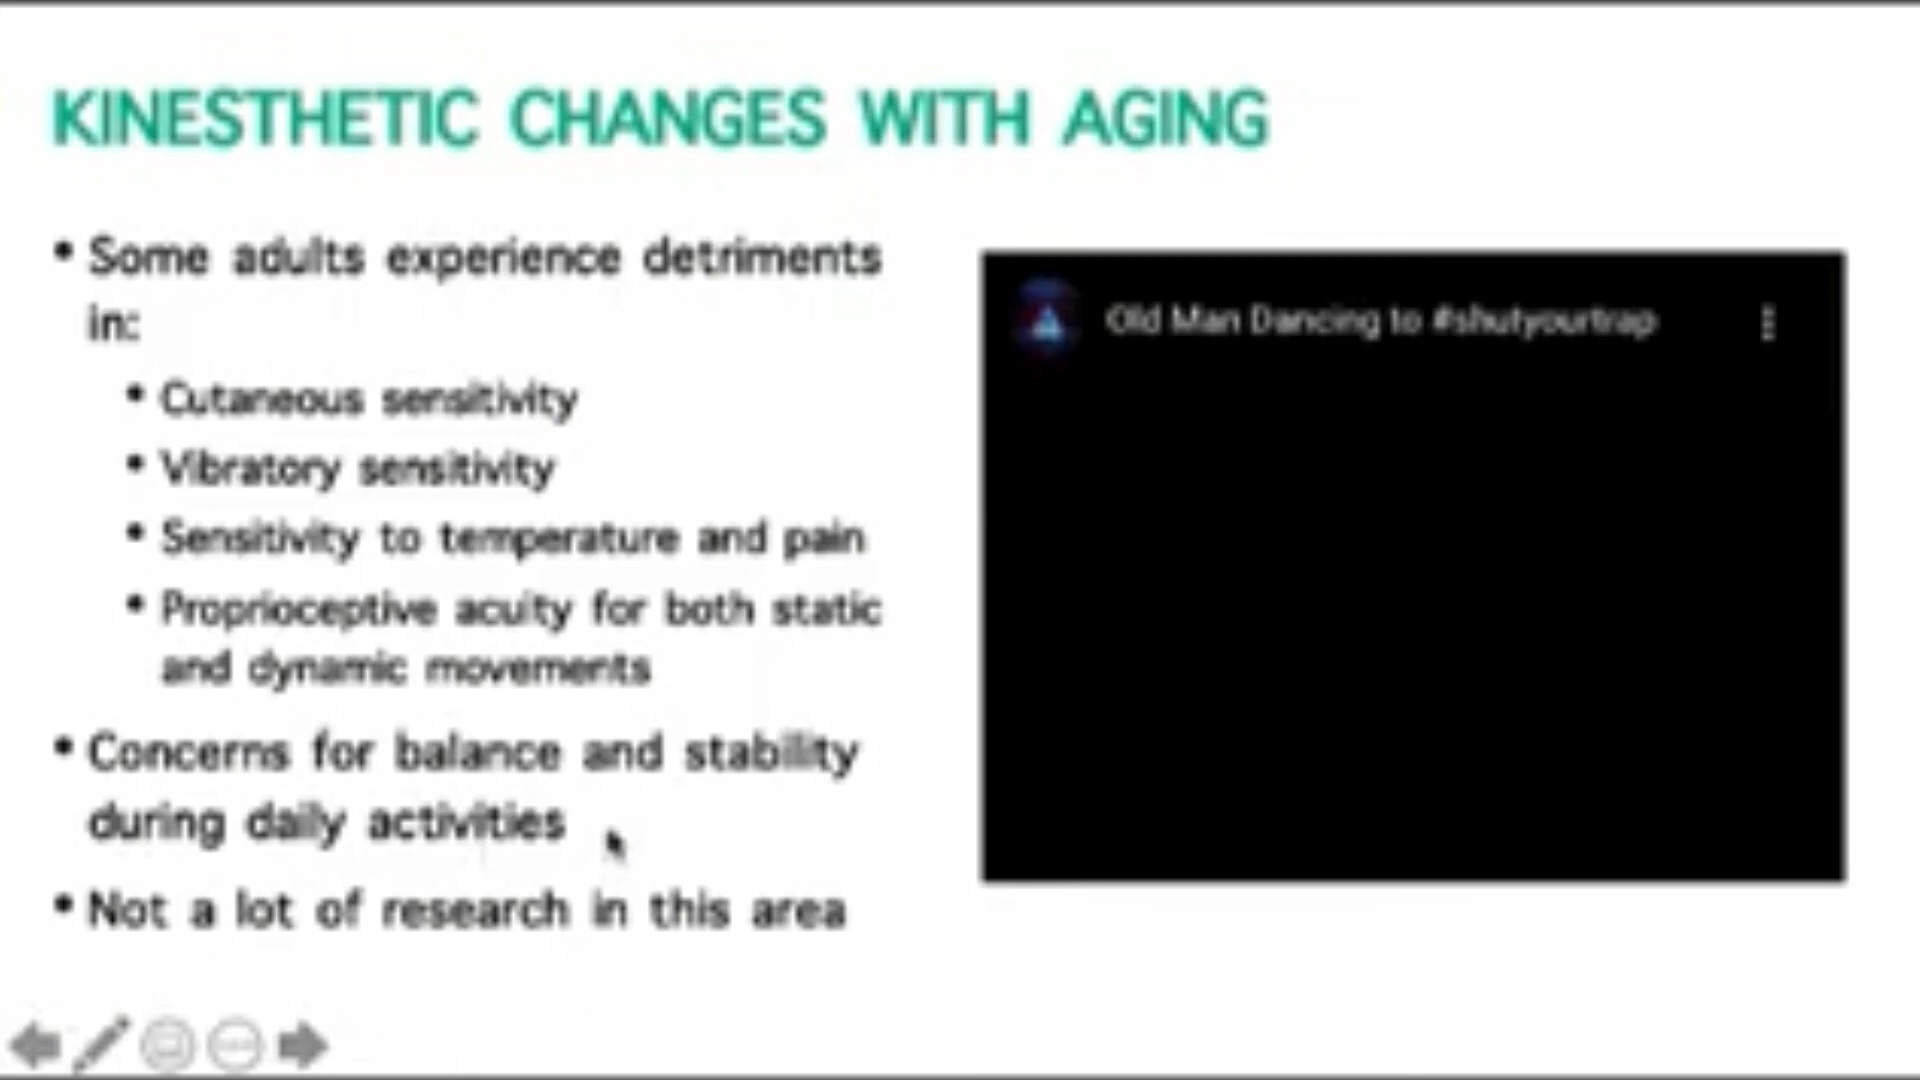 KINESTHETIC CHANGES WITH AGING
• Some adults experience detriments
in:
• Cutaneous sensitivity
• Vibratory sensitivity
• Sensitivity to temperature and pain
• Proprioceptive acuity for both static
and dynamic movements
• Concerns for balance and stability
during daily activities
• Not a lot of research in this area
Old Man Dancing to #shutyourtrap